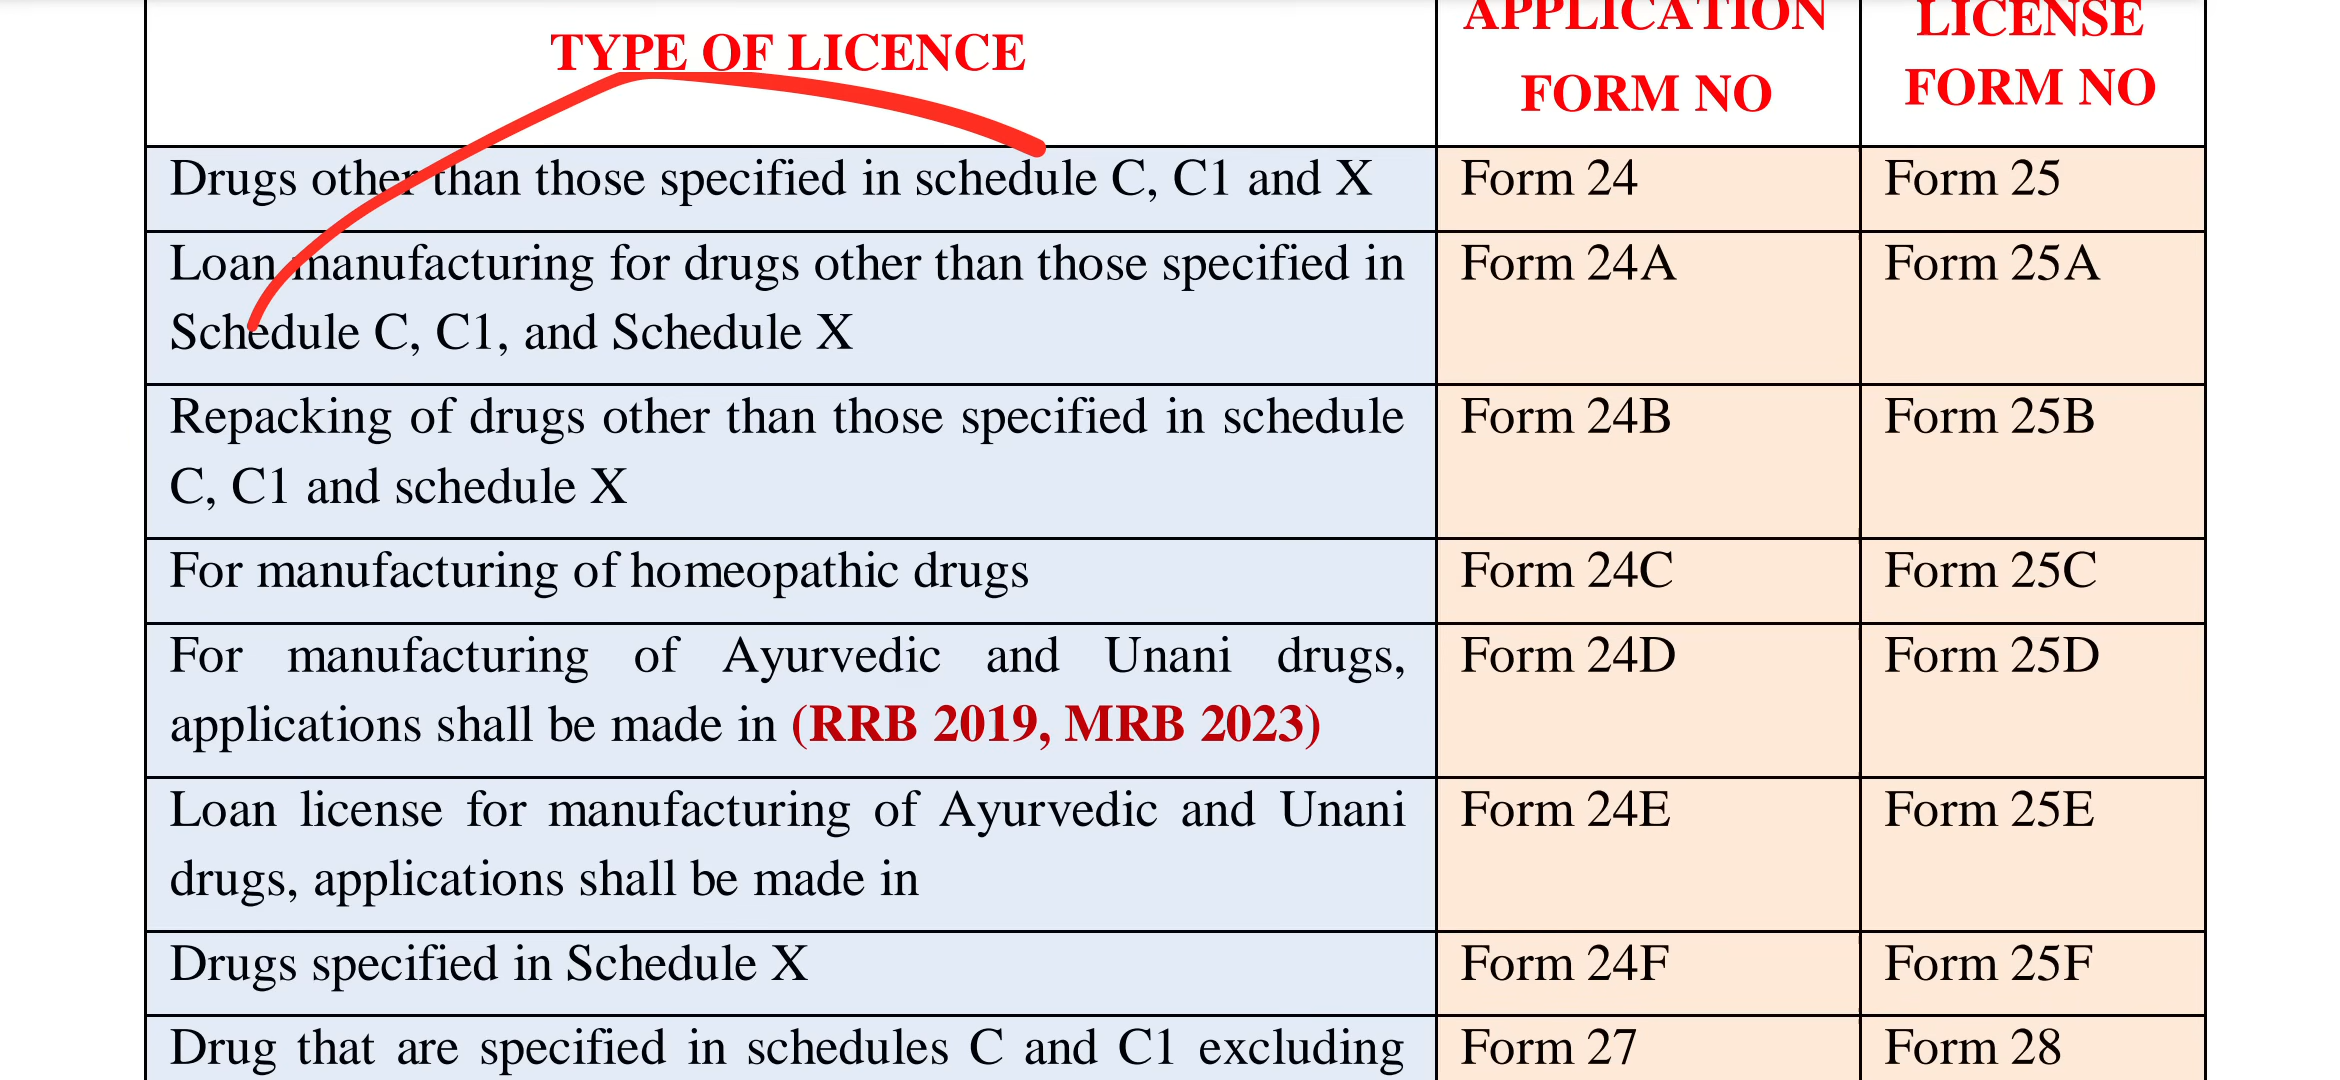 APPLICATION
LICENSE
TYPE OF LICENCE
FORM NO
FORM NO
Drugs other than those specified in schedule C, C1 and X
Form 24
Form 25
Loan manufacturing for drugs other than those specified in
Schedule C, C1, and Schedule X
Form 24A
Form 25A
Repacking of drugs other than those specified in schedule
C, C1 and schedule X
Form 24B
Form 25B
For manufacturing of homeopathic drugs
Form 24C
Form 25C
For manufacturing of Ayurvedic and Unani drugs,
applications shall be made in (RRB 2019, MRB 2023)
Form 24D
Form 25D
Loan license for manufacturing of Ayurvedic and Unani
drugs, applications shall be made in
Form 24E
Form 25E
Drugs specified in Schedule X
Form 24F
Form 25F
Drug that are specified in schedules C and C1 excluding
Form 27
Form 28